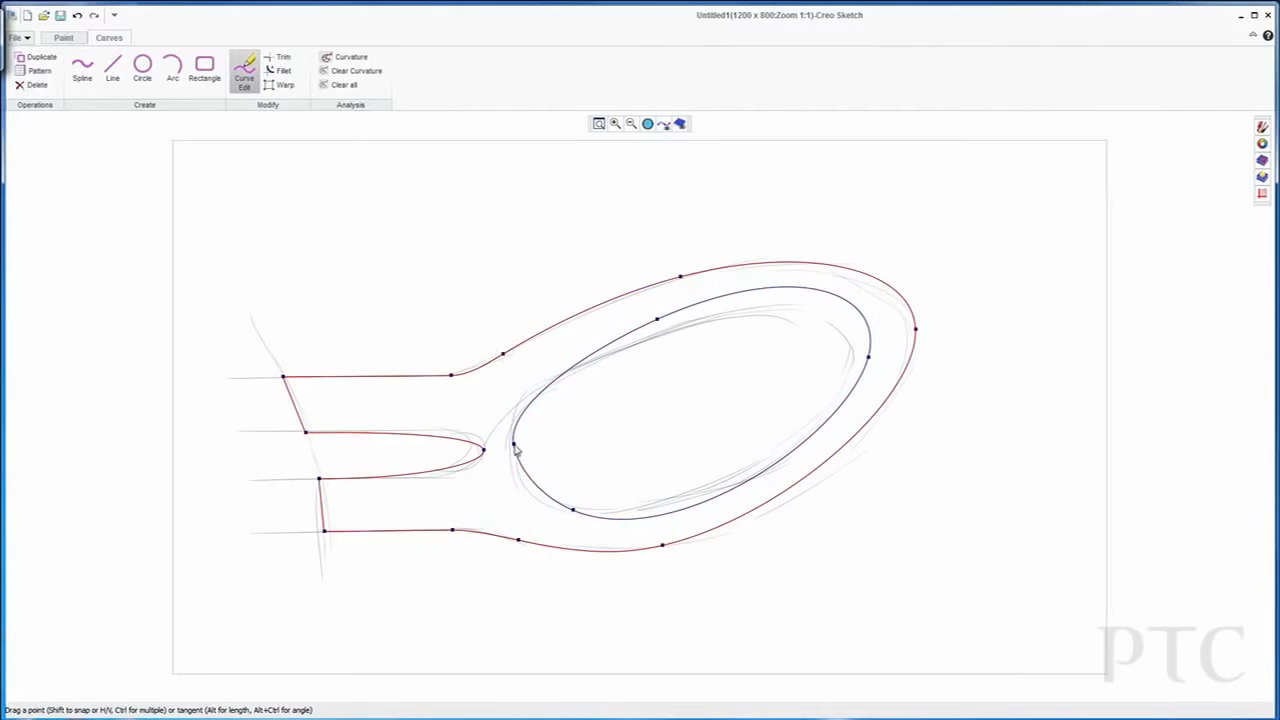 Untitled1(1200 x 800:Zoom 1:1)-Creo Sketch
File
Paint
Curves
Duplicate
Pattern
Delete
Spline
Line
Circle
Arc
Rectangle
Curve
Edit
Trim
Fillet
Warp
Curvature
Clear Curvature
Clear all
Operations
Create
Modify
Analysis
PTC
Drag a point (Shift to snap or H/V, Ctrl for multiple) or tangent (Alt for length, Alt+Ctrl for angle)